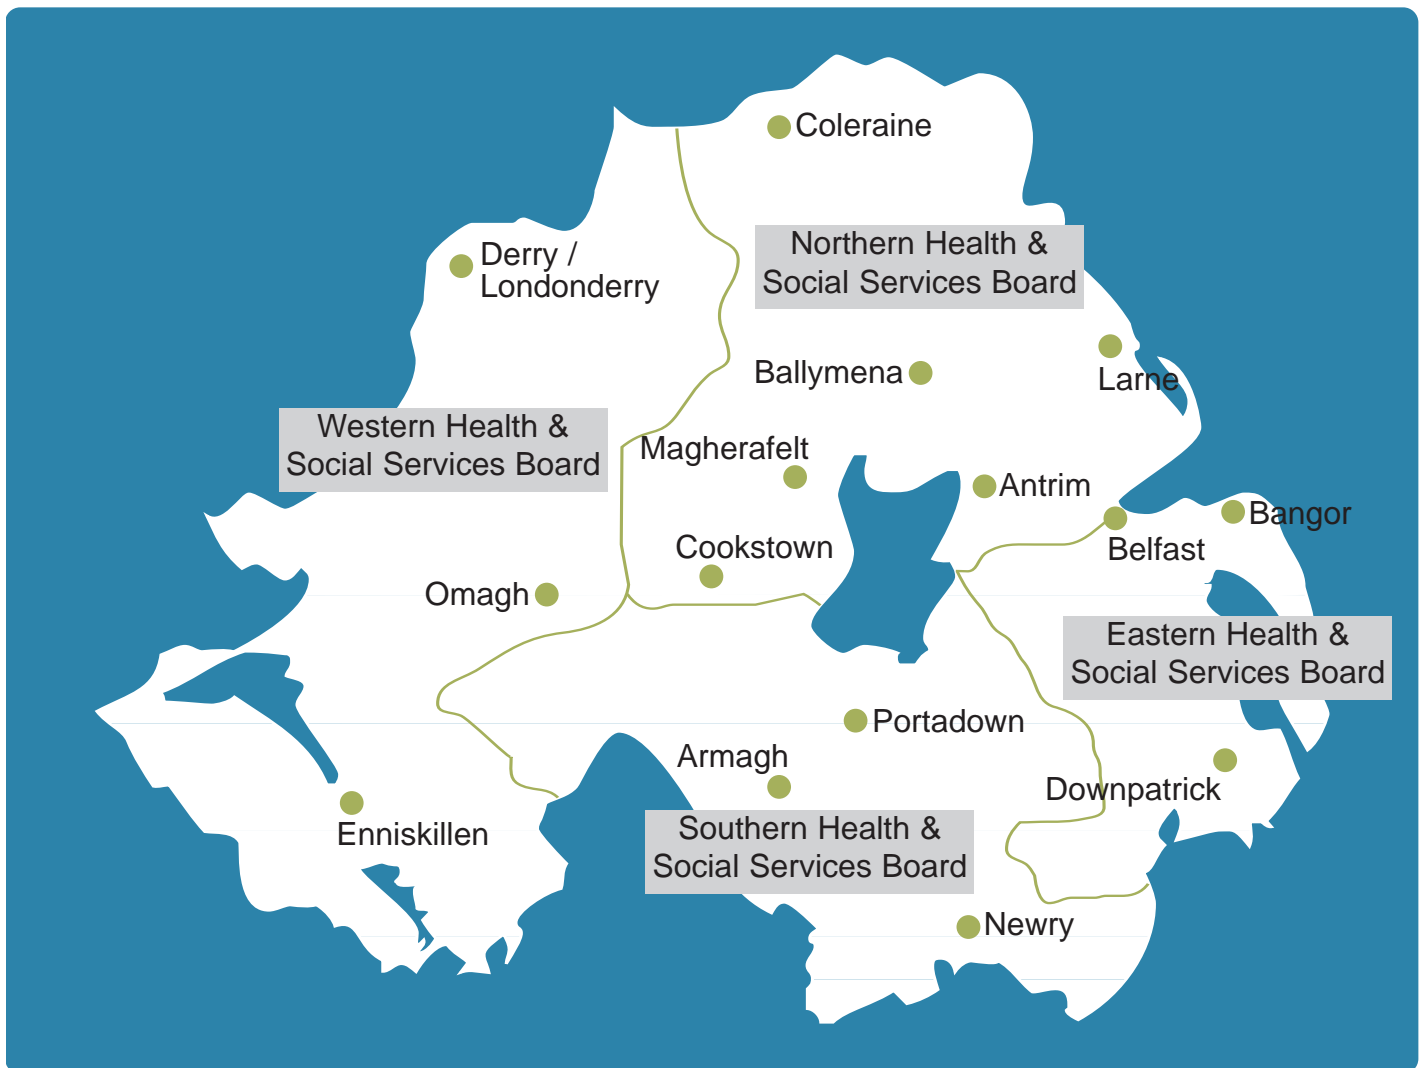 Coleraine
Northern Health &
Social Services Board
Derry /
Londonderry
Ballymena
Larne
Western Health &
Social Services Board
Magherafelt
Antrim
Bangor
Cookstown
Belfast
Omagh
Eastern Health &
Social Services Board
Portadown
Armagh
Downpatrick
Enniskillen
Southern Health &
Social Services Board
Newry